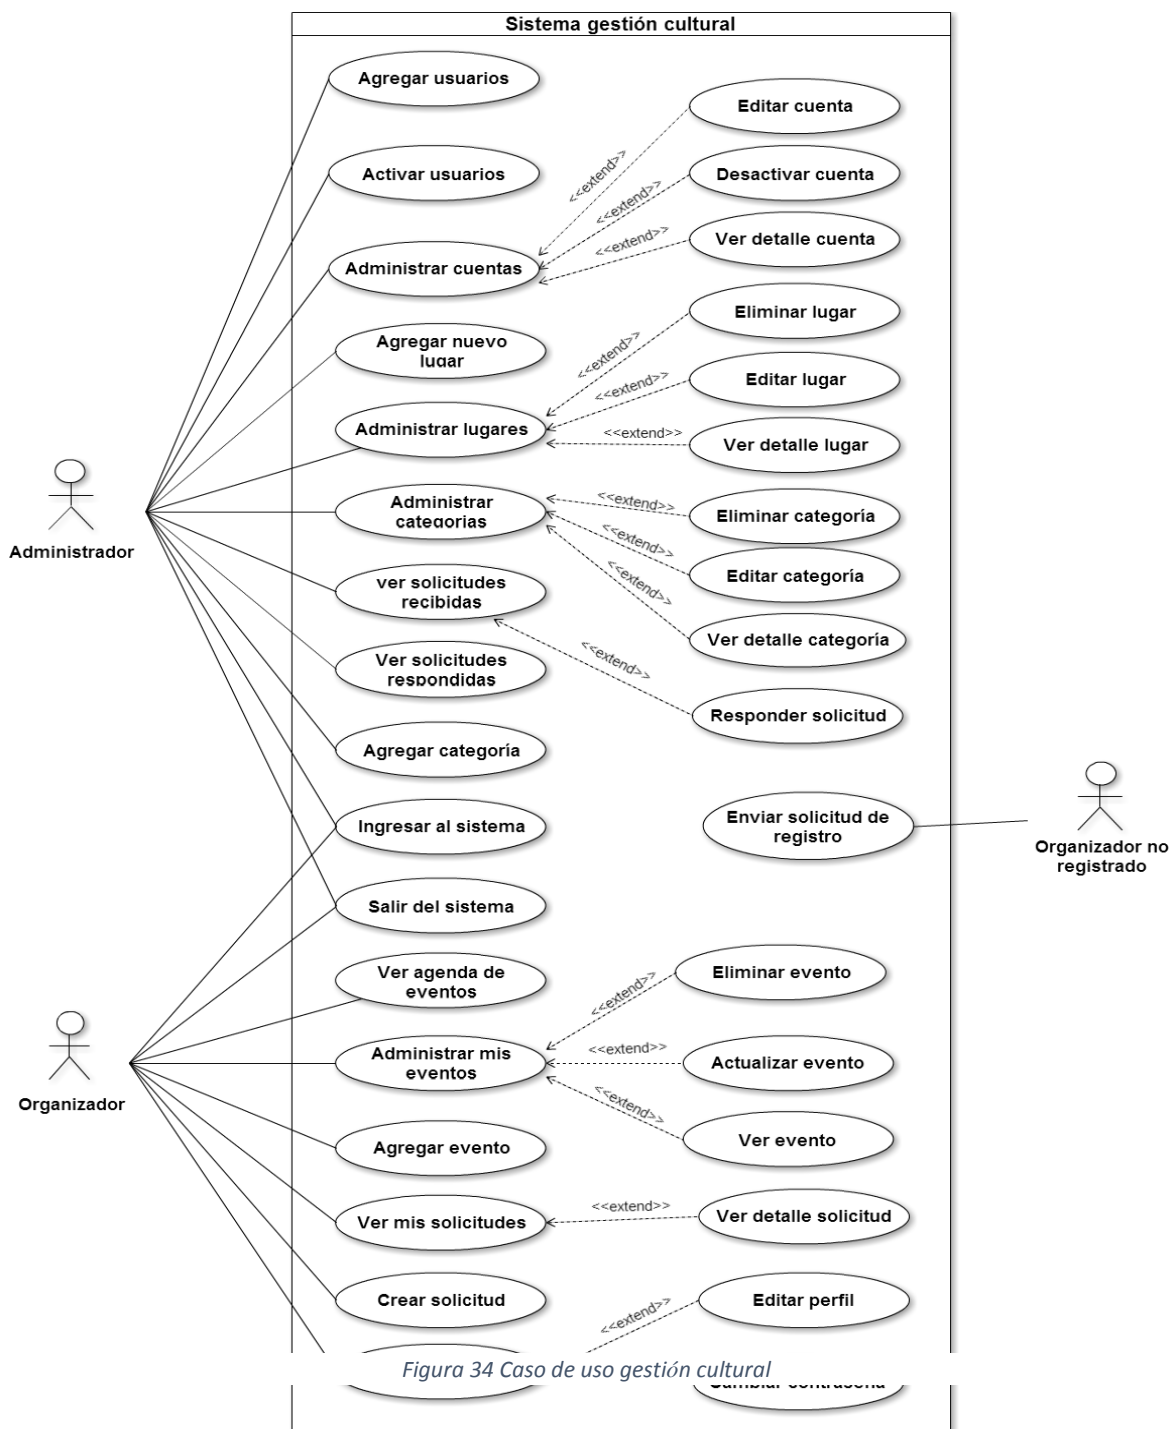 Sistema gestión cultural
Agregar usuarios
Editar cuenta
<<extend>>
Activar usuarios
Desactivar cuenta
<<extend>>
Ver detalle cuenta
<<extend>>
Administrar cuentas
Eliminar lugar
Agregar nuevo
lugar
<<extend>>
Editar lugar
<<extend>>
Administrar lugares
<<extend>>
Ver detalle lugar
Administrar
categorias
<<extend>>
Eliminar categoría
<<extend>>
Editar categoría
Administrador
ver solicitudes
recibidas
<<extend>>
Ver detalle categoría
Ver solicitudes
respondidas
<<extend>>
Responder solicitud
Agregar categoría
Ingresar al sistema
Enviar solicitud de
registro
Organizador no
registrado
Salir del sistema
Ver agenda de
eventos
Eliminar evento
<<extend>>
Administrar mis
eventos
<<extend>>
Actualizar evento
Organizador
<<extend>>
Ver evento
Agregar evento
Ver mis solicitudes
<<extend>>
Ver detalle solicitud
Crear solicitud
<<extend>>
Editar perfil
Figura 34 Caso de uso gestión cultural